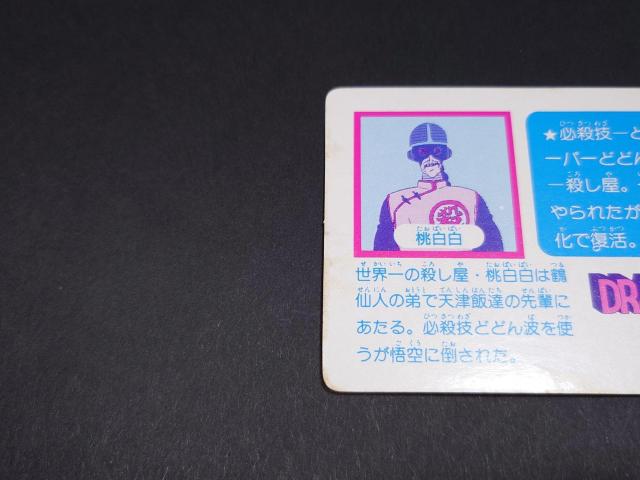 殺
桃白白
世界一の殺し屋・桃白白は鶴
仙人の弟で天津飯達の先輩に
あたる。必殺技どどん波を使
うが悟空に倒された。
★必殺技ーど
ーパーどどん
一殺し屋。
やられたが
化で復活。
DR